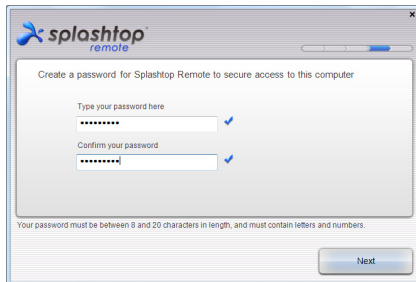 splashtop
remote
Create a password for Splashtop Remote to secure access to this computer
Type your password here
•••••••••
Confirm your password
•••••••••
Your password must be between 8 and 20 characters in length, and must contain letters and numbers.
Next